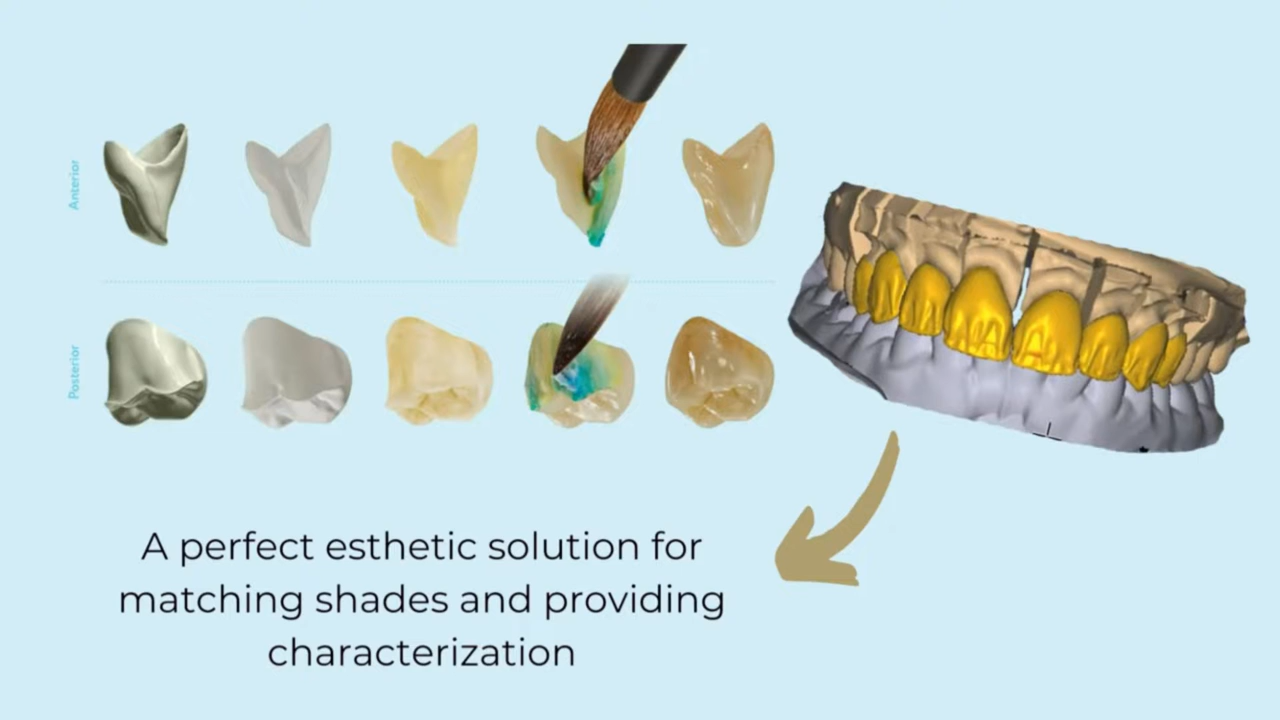 Anterior
Posterior
A perfect esthetic solution for
matching shades and providing
characterization